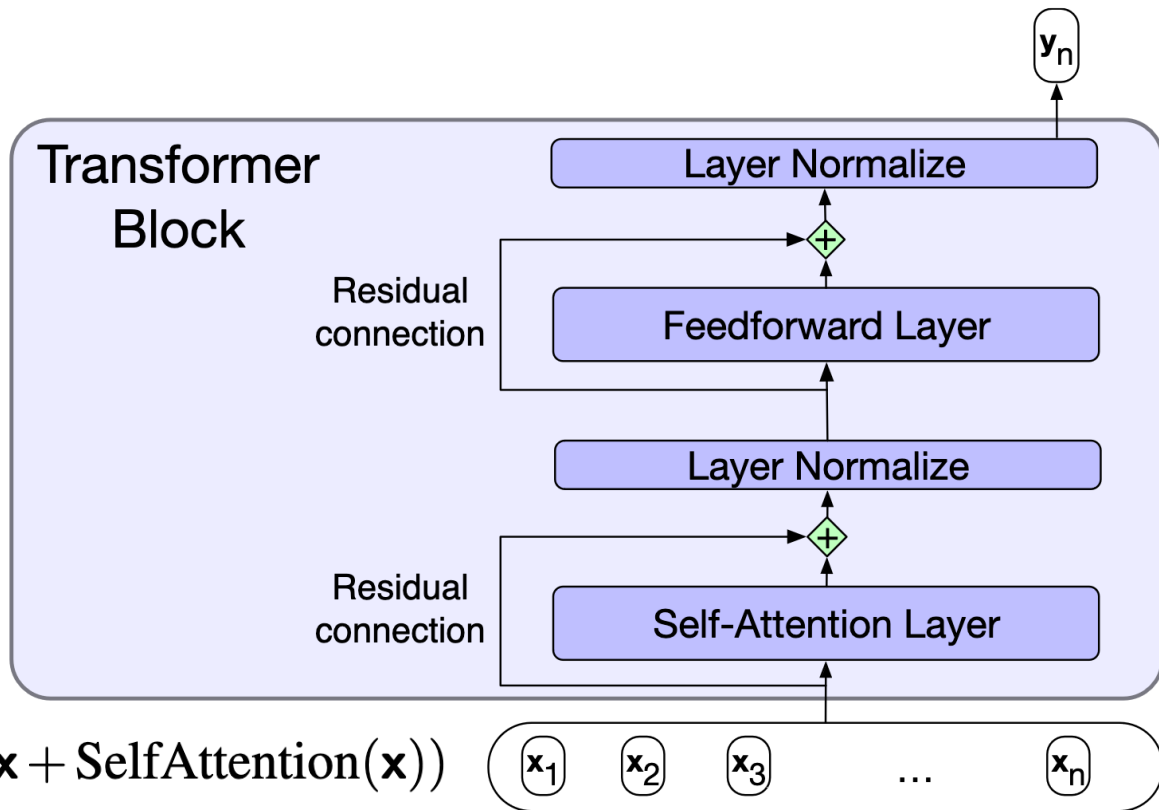 yn
Transformer
Block
Layer Normalize
+
Residual
connection
Feedforward Layer
Layer Normalize
+
Residual
connection
Self-Attention Layer
x + SelfAttention(x))
x1 x2 x3 ... xn